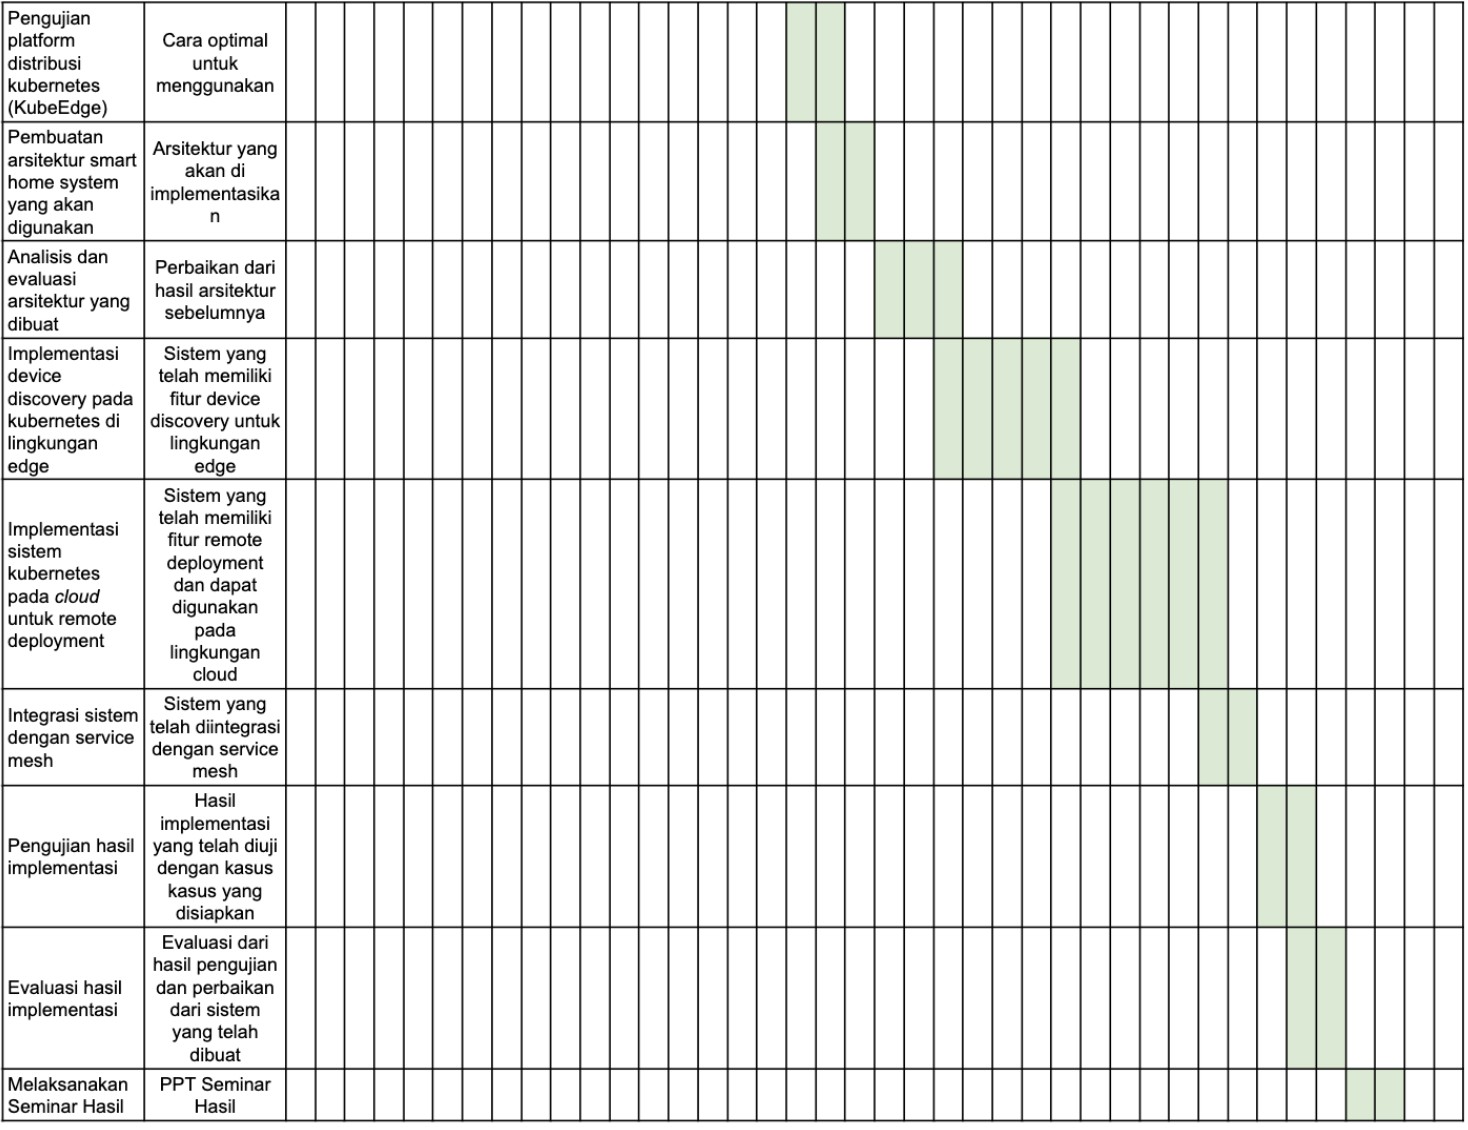 Pengujian
platform
distribusi
kubernetes
(KubeEdge)
Cara optimal
untuk
menggunakan
Pembuatan
arsitektur smart
home system
yang akan
digunakan
Arsitektur yang
akan di
implementasika
n
Analisis dan
evaluasi
arsitektur yang
dibuat
Perbaikan dari
hasil arsitektur
sebelumnya
Implementasi
device
discovery pada
kubernetes di
lingkungan
edge
Sistem yang
telah memiliki
fitur device
discovery untuk
lingkungan
edge
Implementasi
sistem
kubernetes
pada cloud
untuk remote
deployment
Sistem yang
telah memiliki
fitur remote
deployment
dan dapat
digunakan
pada
lingkungan
cloud
Integrasi sistem
dengan service
mesh
Sistem yang
telah diintegrasi
dengan service
mesh
Pengujian hasil
implementasi
Hasil
implementasi
yang telah diuji
dengan kasus
kasus yang
disiapkan
Evaluasi hasil
implementasi
Evaluasi dari
hasil pengujian
dan perbaikan
dari sistem
yang telah
dibuat
Melaksanakan
Seminar Hasil
PPT Seminar
Hasil